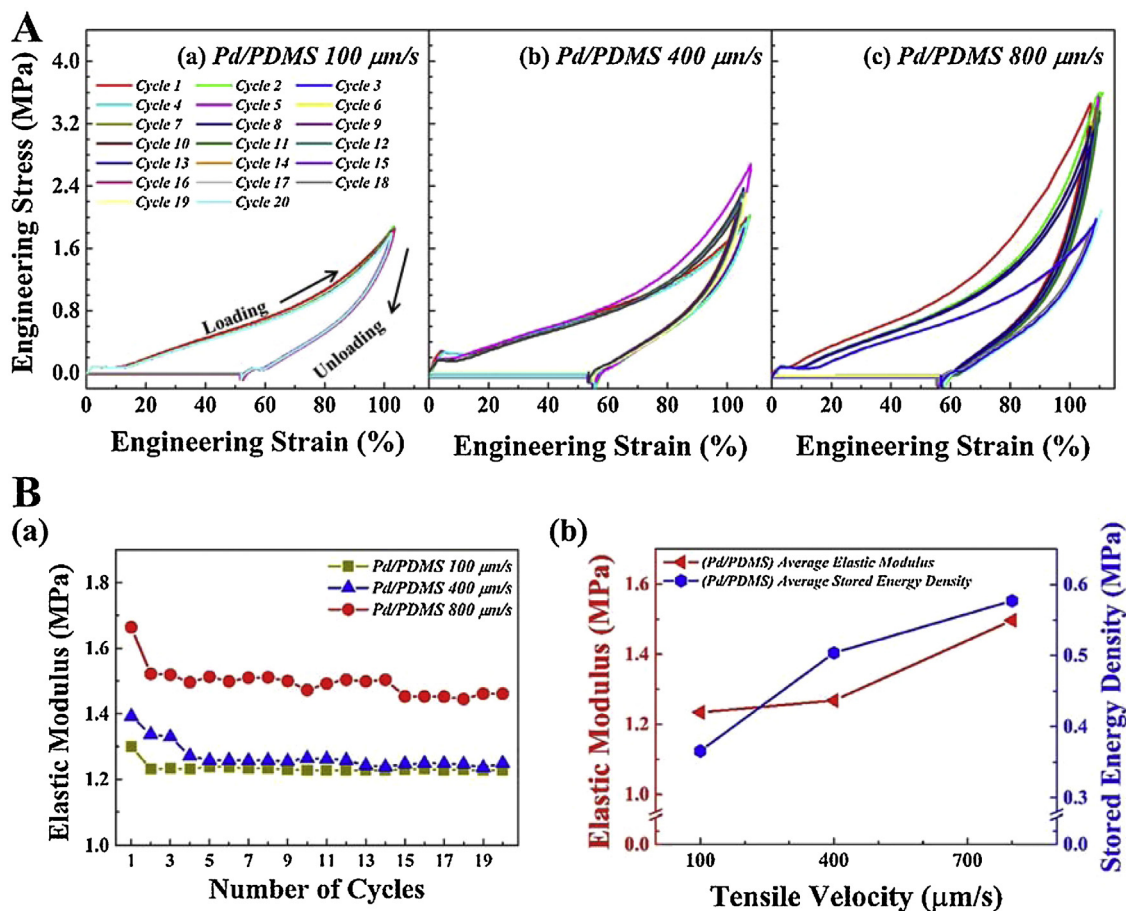 A
(a) Pd/PDMS 100 μm/s
(b) Pd/PDMS 400 μm/s
(c) Pd/PDMS 800 μm/s
Engineering Stress (MPa)
4.0
3.2
2.4
1.6
0.8
0.0
Cycle 1 Cycle 2 Cycle 3
Cycle 4 Cycle 5 Cycle 6
Cycle 7 Cycle 8 Cycle 9
Cycle 10 Cycle 11 Cycle 12
Cycle 13 Cycle 14 Cycle 15
Cycle 16 Cycle 17 Cycle 18
Cycle 19 Cycle 20
Loading
Unloading
0 20 40 60 80 100
0 20 40 60 80 100
0 20 40 60 80 100
Engineering Strain (%)
Engineering Strain (%)
Engineering Strain (%)
B
(a)
Elastic Modulus (MPa)
1.8
1.6
1.4
1.2
1.0
Pd/PDMS 100 μm/s
Pd/PDMS 400 μm/s
Pd/PDMS 800 μm/s
1 3 5 7 9 11 13 15 17 19
Number of Cycles
(b)
Elastic Modulus (MPa)
1.6
1.4
1.2
1.0
0.0
(Pd/PDMS) Average Elastic Modulus
(Pd/PDMS) Average Stored Energy Density
0.6
0.5
0.4
0.3
0.0
Stored Energy Density (MPa)
100 400 700
Tensile Velocity (μm/s)